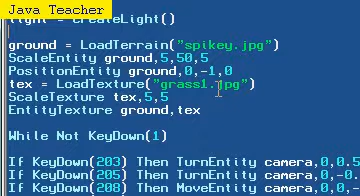 Java Teacher
light = CreateLight()
ground = LoadTerrain("spikey.jpg")
ScaleEntity ground,5,50,5
PositionEntity ground,0,-1,0
tex = LoadTexture("grass1.jpg")
ScaleTexture tex,5,5
EntityTexture ground,tex
While Not KeyDown(1)
If KeyDown(203) Then TurnEntity camera,0,0.5
If KeyDown(205) Then TurnEntity camera,0,-0.
If KeyDown(208) Then MoveEntity camera,0,0,